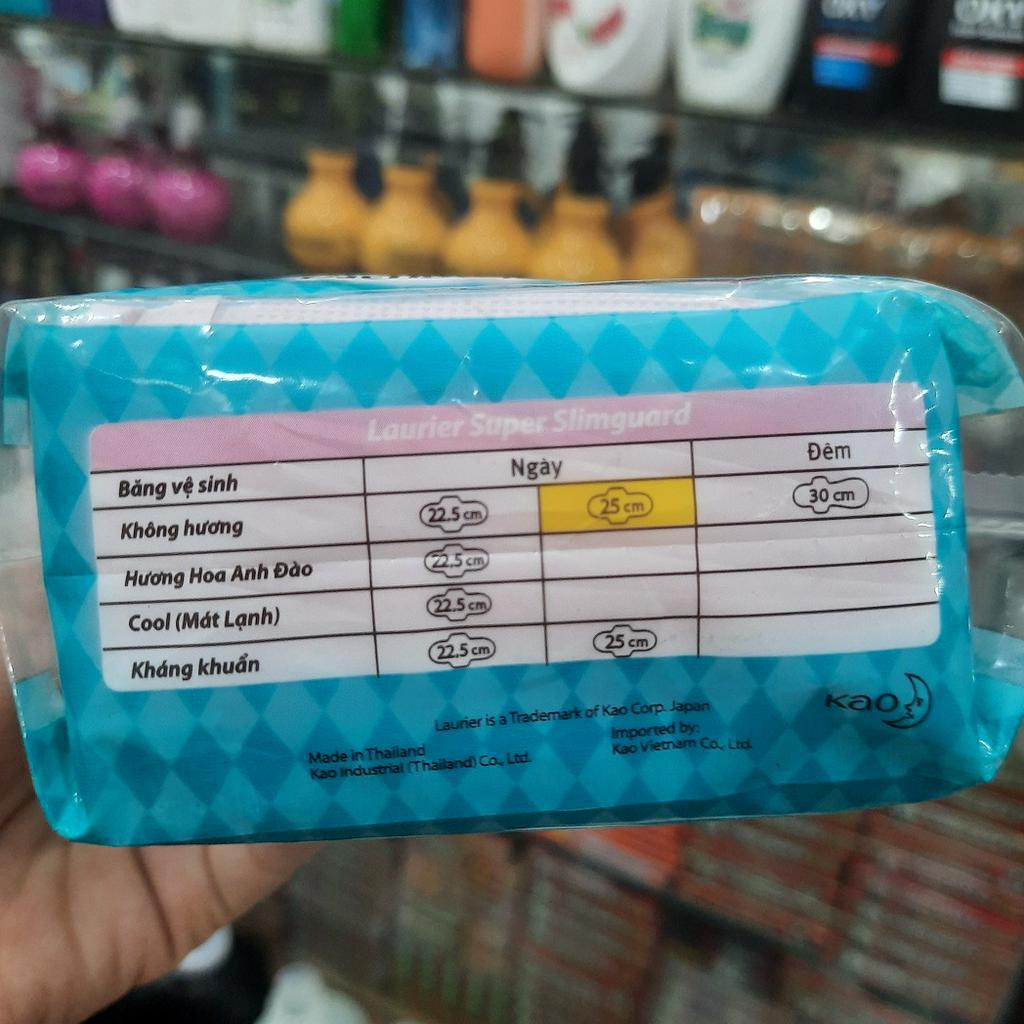 OXY
OXY
Laurier Super Slimguard
Băng vệ sinh Ngày Đêm
Không hương 22.5 cm 25 cm 30 cm
Hương Hoa Anh Đào 22.5 cm
Cool (Mát Lạnh) 22.5 cm
Kháng khuẩn 22.5 cm 25 cm
Laurier is a Trademark of Kao Corp. Japan
Made in Thailand
Kao Industrial (Thailand) Co., Ltd.
Imported by:
Kao Vietnam Co., Ltd.
Kao